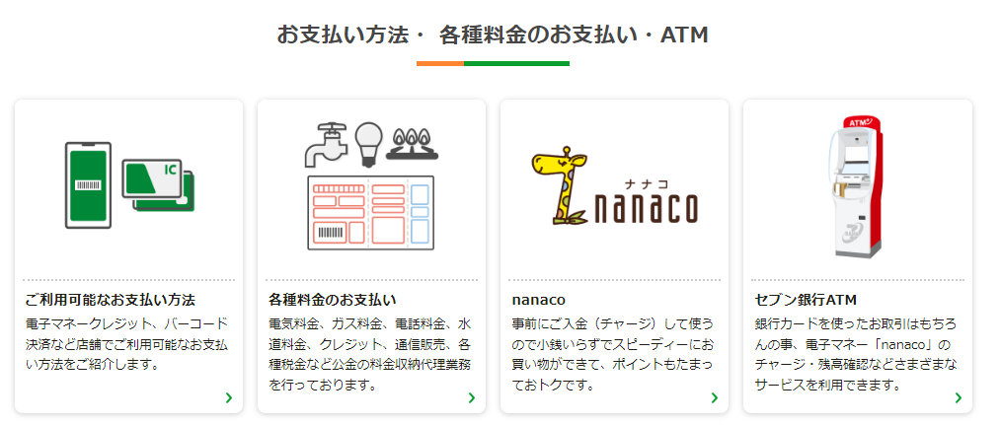 お支払い方法・ 各種料金のお支払い・ATM
IC
ナナコ
nanaco
ATM
ご利用可能なお支払い方法
電子マネークレジット、バーコード
決済など店舗でご利用可能なお支払
い方法をご紹介します。
各種料金のお支払い
電気料金、ガス料金、電話料金、水
道料金、クレジット、通信販売、各
種税金など公金の料金収納代理業務
を行っております。
nanaco
事前にご入金（チャージ）して使う
ので小銭いらずでスピーディーにお
買い物ができて、ポイントもたまっ
ておトクです。
セブン銀行ATM
銀行カードを使ったお取引はもちろ
んの事、電子マネー「nanaco」の
チャージ・残高確認などさまざまな
サービスを利用できます。